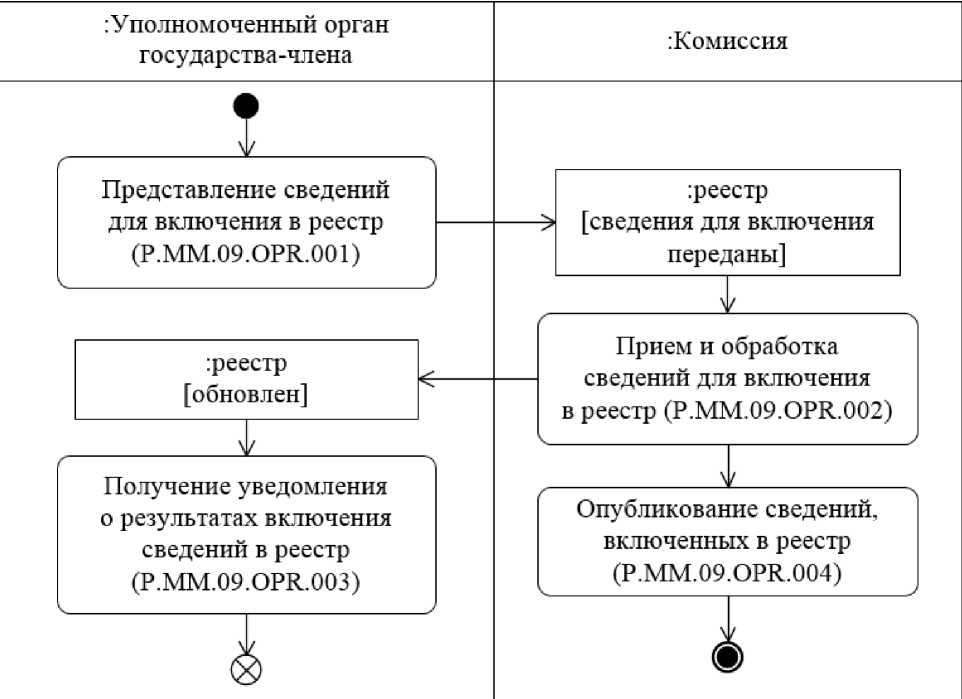 :Уполномоченный орган
государства-члена
:Комиссия
Представление сведений
для включения в реестр
(P.MM.09.OPR.001)
:реестр
[сведения для включения
переданы]
Прием и обработка
сведений для включения
в реестр (P.MM.09.OPR.002)
:реестр
[обновлен]
Получение уведомления
о результатах включения
сведений в реестр
(P.MM.09.OPR.003)
Опубликование сведений,
включенных в реестр
(P.MM.09.OPR.004)